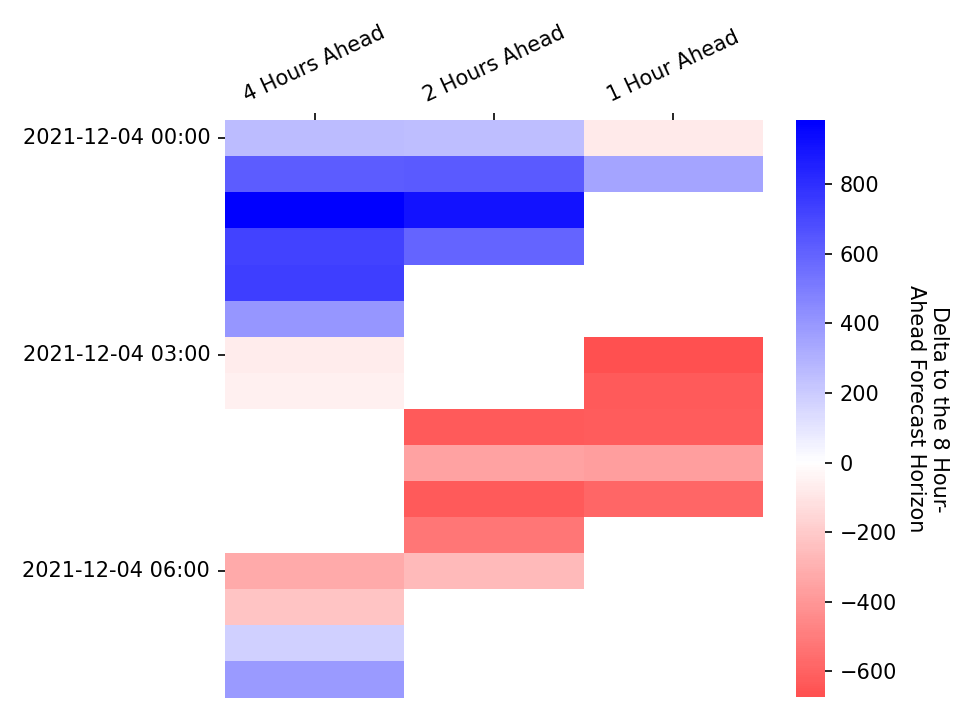 4 Hours Ahead
2 Hours Ahead
1 Hour Ahead
2021-12-04 00:00
2021-12-04 03:00
2021-12-04 06:00
800
600
400
200
0
−200
−400
−600
Delta to the 8 Hour-
Ahead Forecast Horizon